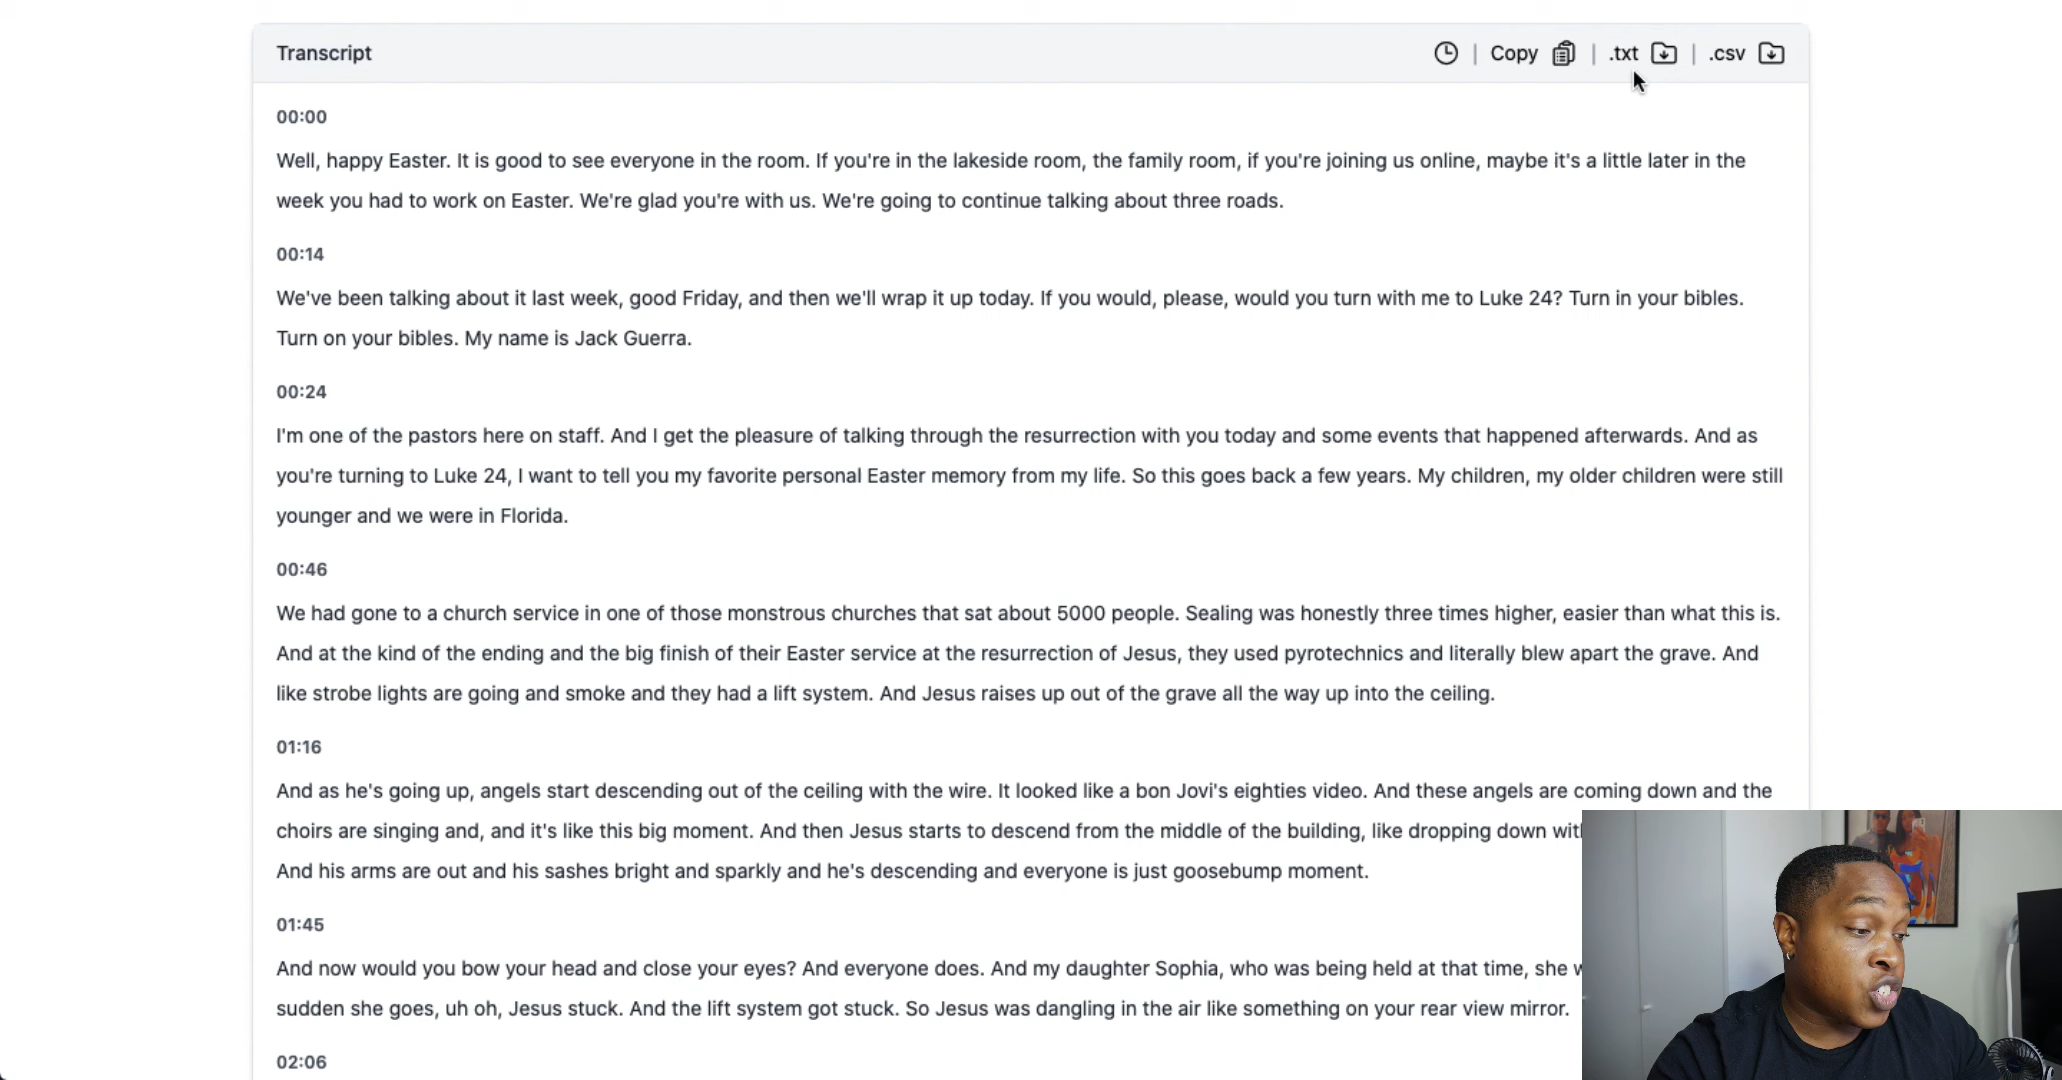 Transcript | Copy | .txt | .csv
00:00
Well, happy Easter. It is good to see everyone in the room. If you're in the lakeside room, the family room, if you're joining us online, maybe it's a little later in the
week you had to work on Easter. We're glad you're with us. We're going to continue talking about three roads.
00:14
We've been talking about it last week, good Friday, and then we'll wrap it up today. If you would, please, would you turn with me to Luke 24? Turn in your bibles.
Turn on your bibles. My name is Jack Guerra.
00:24
I'm one of the pastors here on staff. And I get the pleasure of talking through the resurrection with you today and some events that happened afterwards. And as
you're turning to Luke 24, I want to tell you my favorite personal Easter memory from my life. So this goes back a few years. My children, my older children were still
younger and we were in Florida.
00:46
We had gone to a church service in one of those monstrous churches that sat about 5000 people. Sealing was honestly three times higher, easier than what this is.
And at the kind of the ending and the big finish of their Easter service at the resurrection of Jesus, they used pyrotechnics and literally blew apart the grave. And
like strobe lights are going and smoke and they had a lift system. And Jesus raises up out of the grave all the way up into the ceiling.
01:16
And as he's going up, angels start descending out of the ceiling with the wire. It looked like a bon Jovi's eighties video. And these angels are coming down and the
choirs are singing and, and it's like this big moment. And then Jesus starts to descend from the middle of the building, like dropping down
And his arms are out and his sashes bright and sparkly and he's descending and everyone is just goosebump moment.
01:45
And now would you bow your head and close your eyes? And everyone does. And my daughter Sophia, who was being held at that time, she
sudden she goes, uh oh, Jesus stuck. And the lift system got stuck. So Jesus was dangling in the air like something on your rear view mirror.
02:06